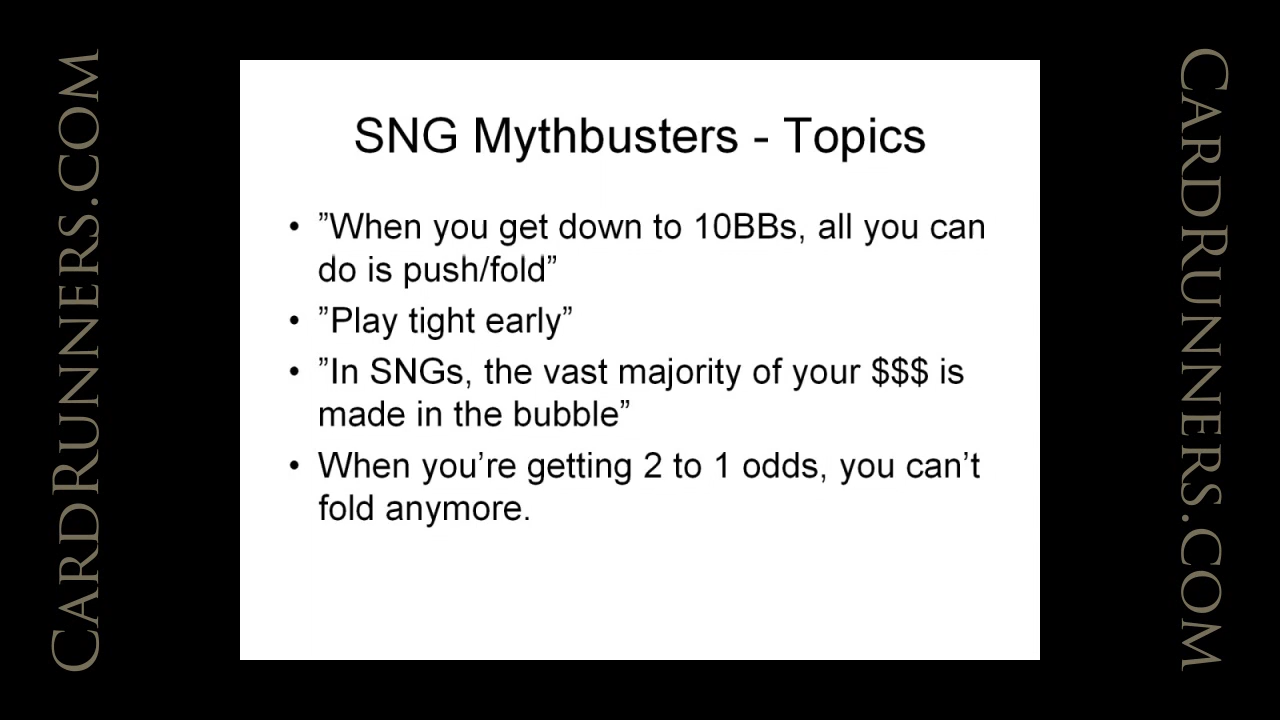 CARDRUNNERS.COM
SNG Mythbusters - Topics
• ”When you get down to 10BBs, all you can
do is push/fold”
• ”Play tight early”
• ”In SNGs, the vast majority of your $$$ is
made in the bubble”
• When you’re getting 2 to 1 odds, you can’t
fold anymore.
CARDRUNNERS.COM